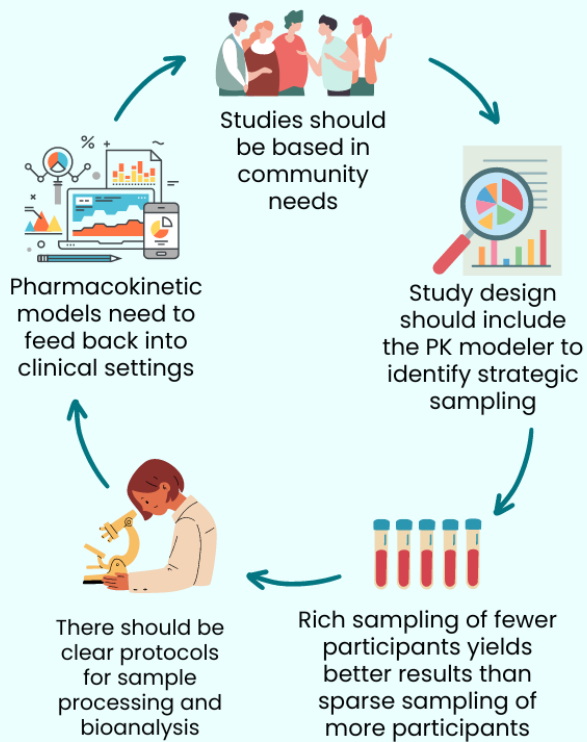 Studies should
be based in
community
needs
Study design
should include
the PK modeler to
identify strategic
sampling
Rich sampling of fewer
participants yields
better results than
sparse sampling of
more participants
There should be
clear protocols
for sample
processing and
bioanalysis
Pharmacokinetic
models need to
feed back into
clinical settings
%